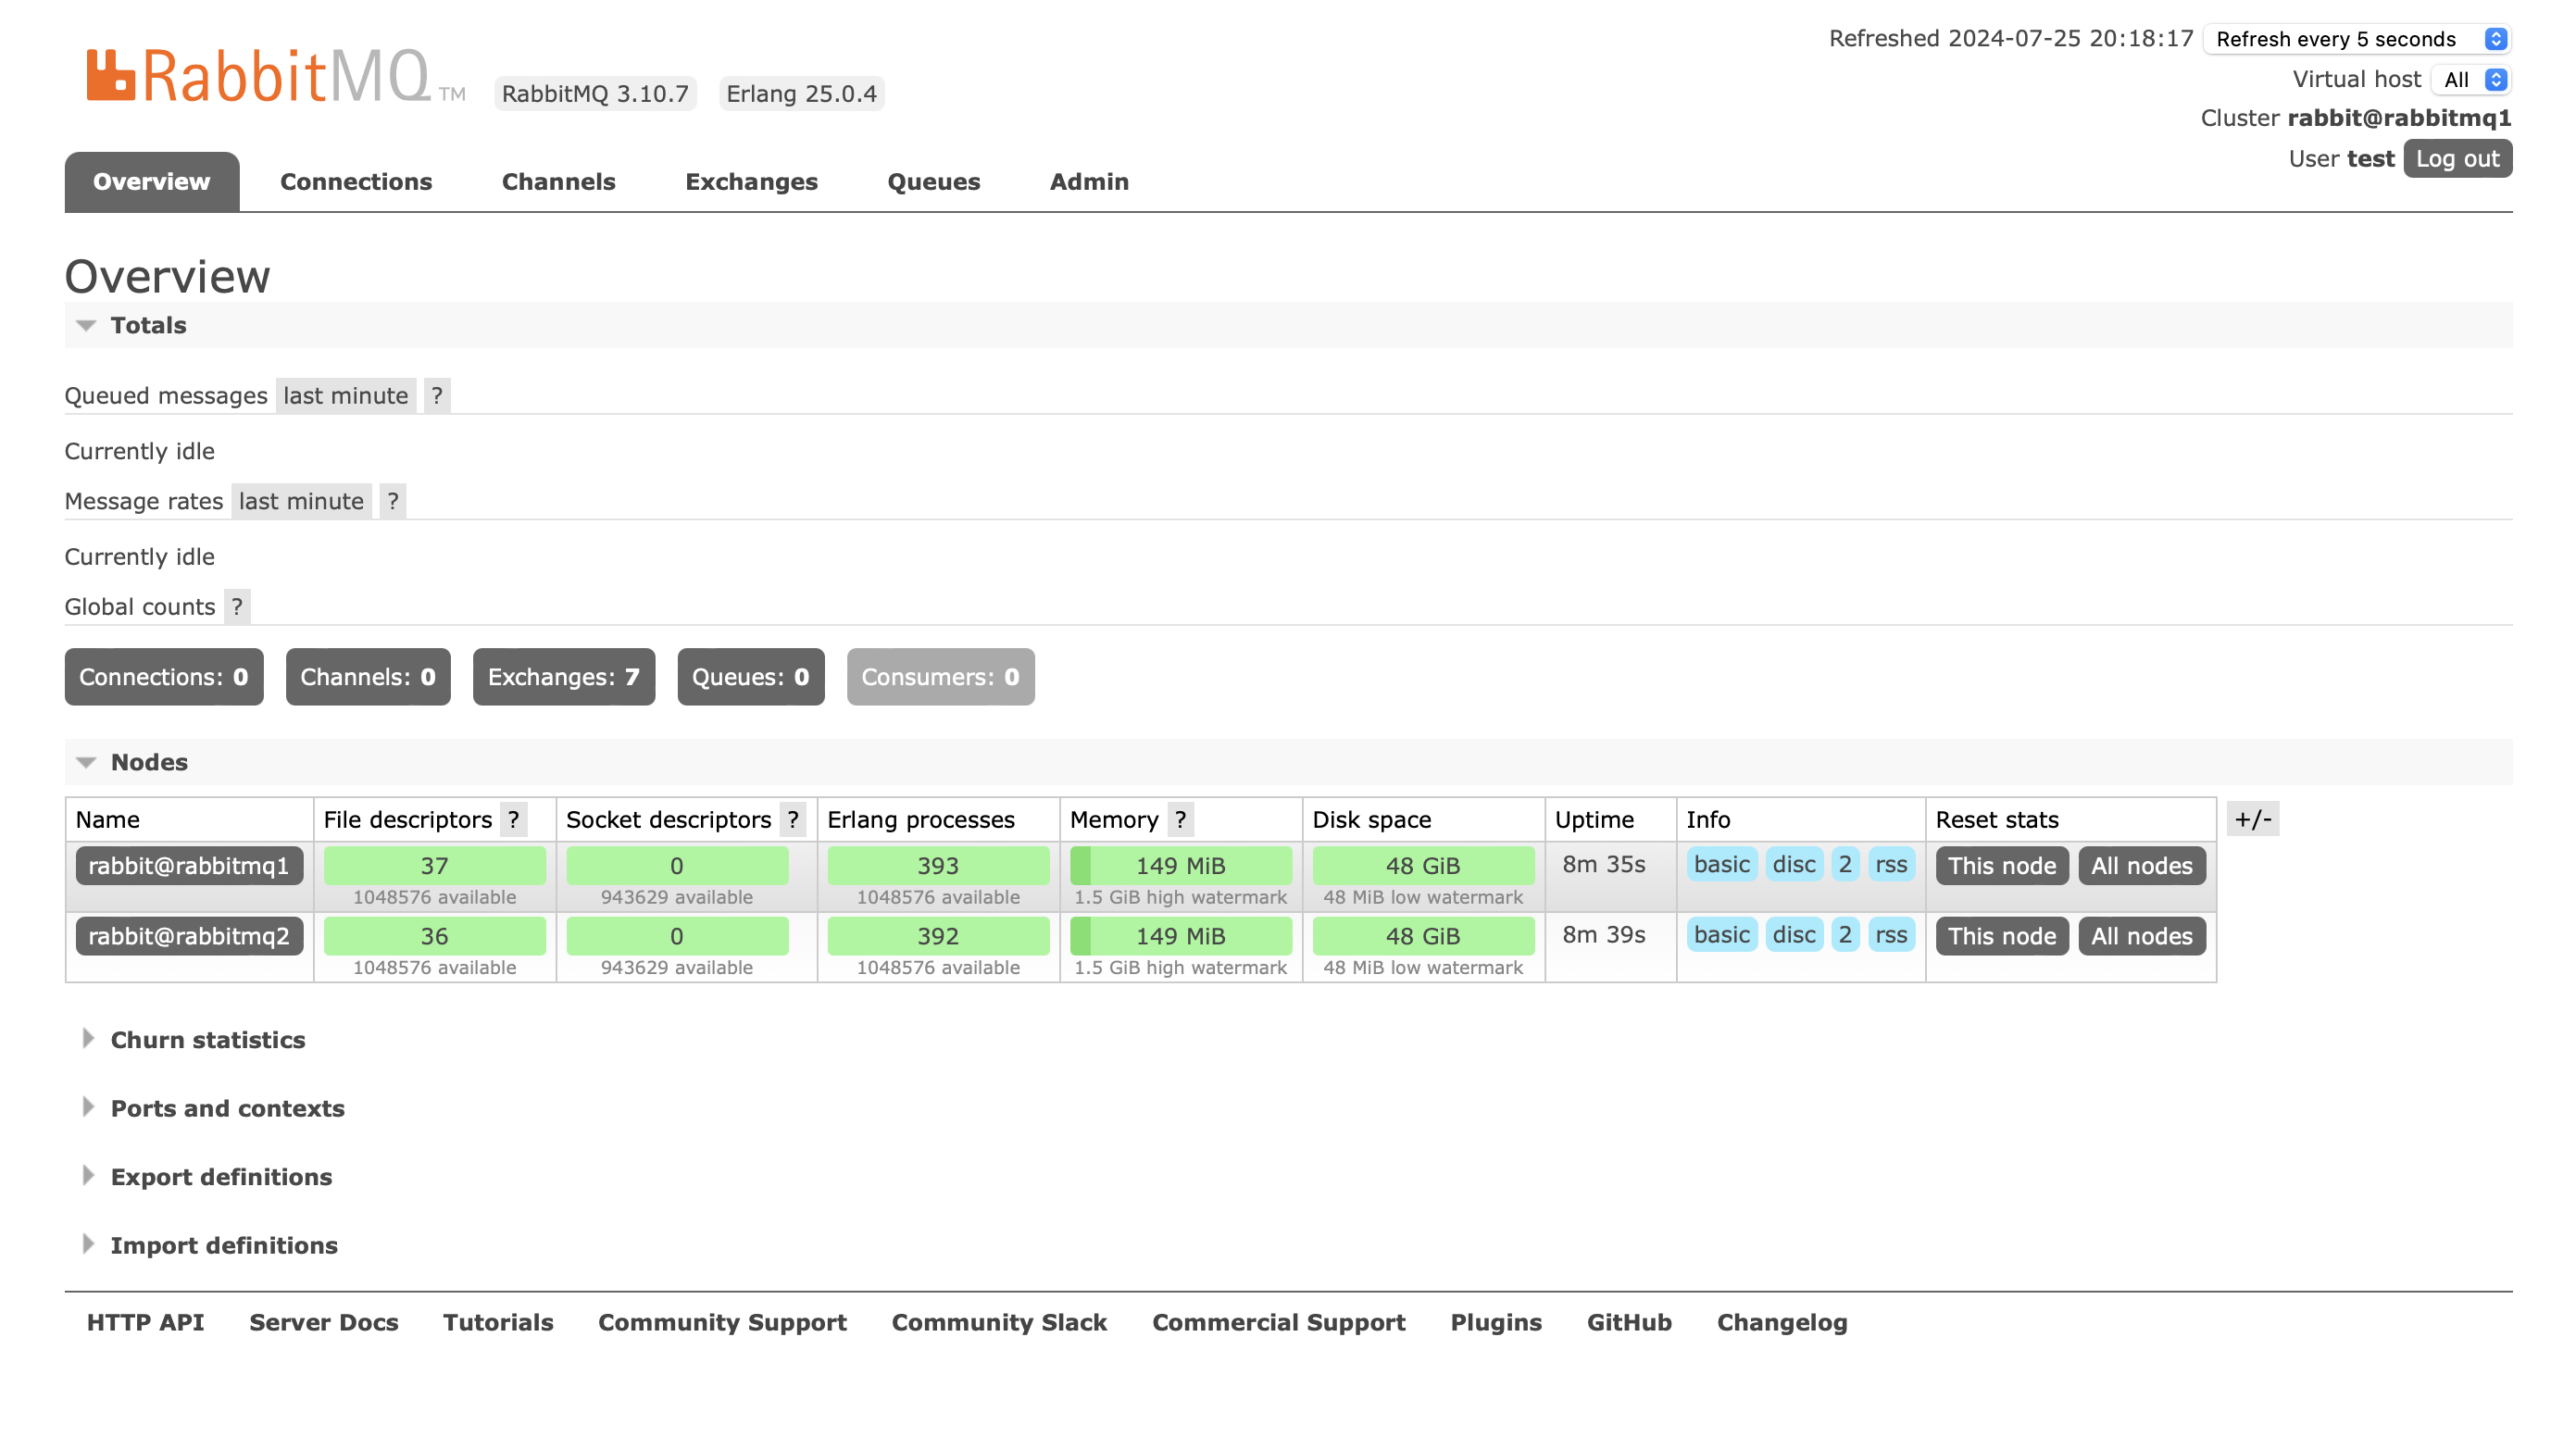 Refreshed 2024-07-25 20:18:17 Refresh every 5 seconds
Virtual host All
Cluster rabbit@rabbitmq1
User test Log out
RabbitMQ TM RabbitMQ 3.10.7 Erlang 25.0.4
Overview Connections Channels Exchanges Queues Admin
Overview
Totals
Queued messages last minute ?
Currently idle
Message rates last minute ?
Currently idle
Global counts ?
Connections: 0 Channels: 0 Exchanges: 7 Queues: 0 Consumers: 0
Nodes
Name File descriptors ? Socket descriptors ? Erlang processes Memory ? Disk space Uptime Info Reset stats +/-
rabbit@rabbitmq1 37 0 393 149 MiB 48 GiB 8m 35s basic disc 2 rss This node All nodes
1048576 available 943629 available 1048576 available 1.5 GiB high watermark 48 MiB low watermark
rabbit@rabbitmq2 36 0 392 149 MiB 48 GiB 8m 39s basic disc 2 rss This node All nodes
1048576 available 943629 available 1048576 available 1.5 GiB high watermark 48 MiB low watermark
Churn statistics
Ports and contexts
Export definitions
Import definitions
HTTP API Server Docs Tutorials Community Support Community Slack Commercial Support Plugins GitHub Changelog